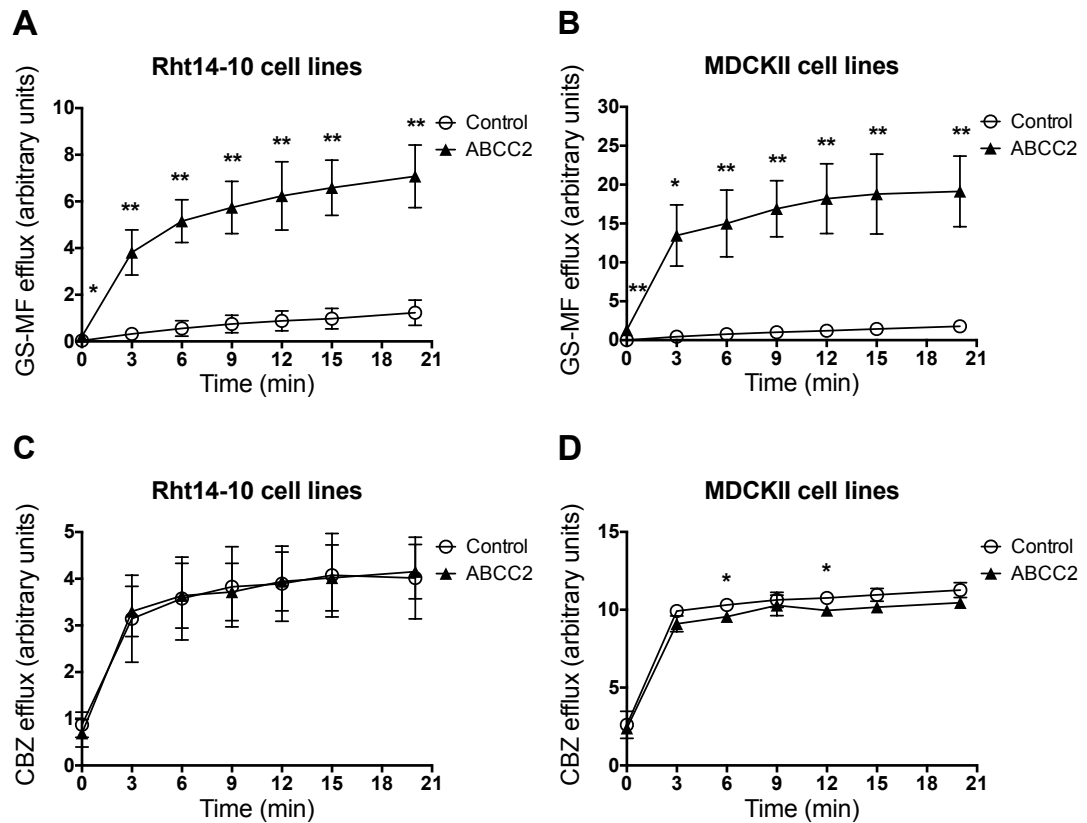 A
Rht14-10 cell lines
GS-MF efflux (arbitrary units)
10
8
6
4
2
0
* ** ** ** ** ** **
Control
ABCC2
0 3 6 9 12 15 18 21
Time (min)
B
MDCKII cell lines
GS-MF efflux (arbitrary units)
30
25
20
15
10
5
0
** * ** ** ** ** **
Control
ABCC2
0 3 6 9 12 15 18 21
Time (min)
C
Rht14-10 cell lines
CBZ efflux (arbitrary units)
5
4
3
2
1
0
Control
ABCC2
0 3 6 9 12 15 18 21
Time (min)
D
MDCKII cell lines
CBZ efflux (arbitrary units)
15
10
5
0
* *
Control
ABCC2
0 3 6 9 12 15 18 21
Time (min)